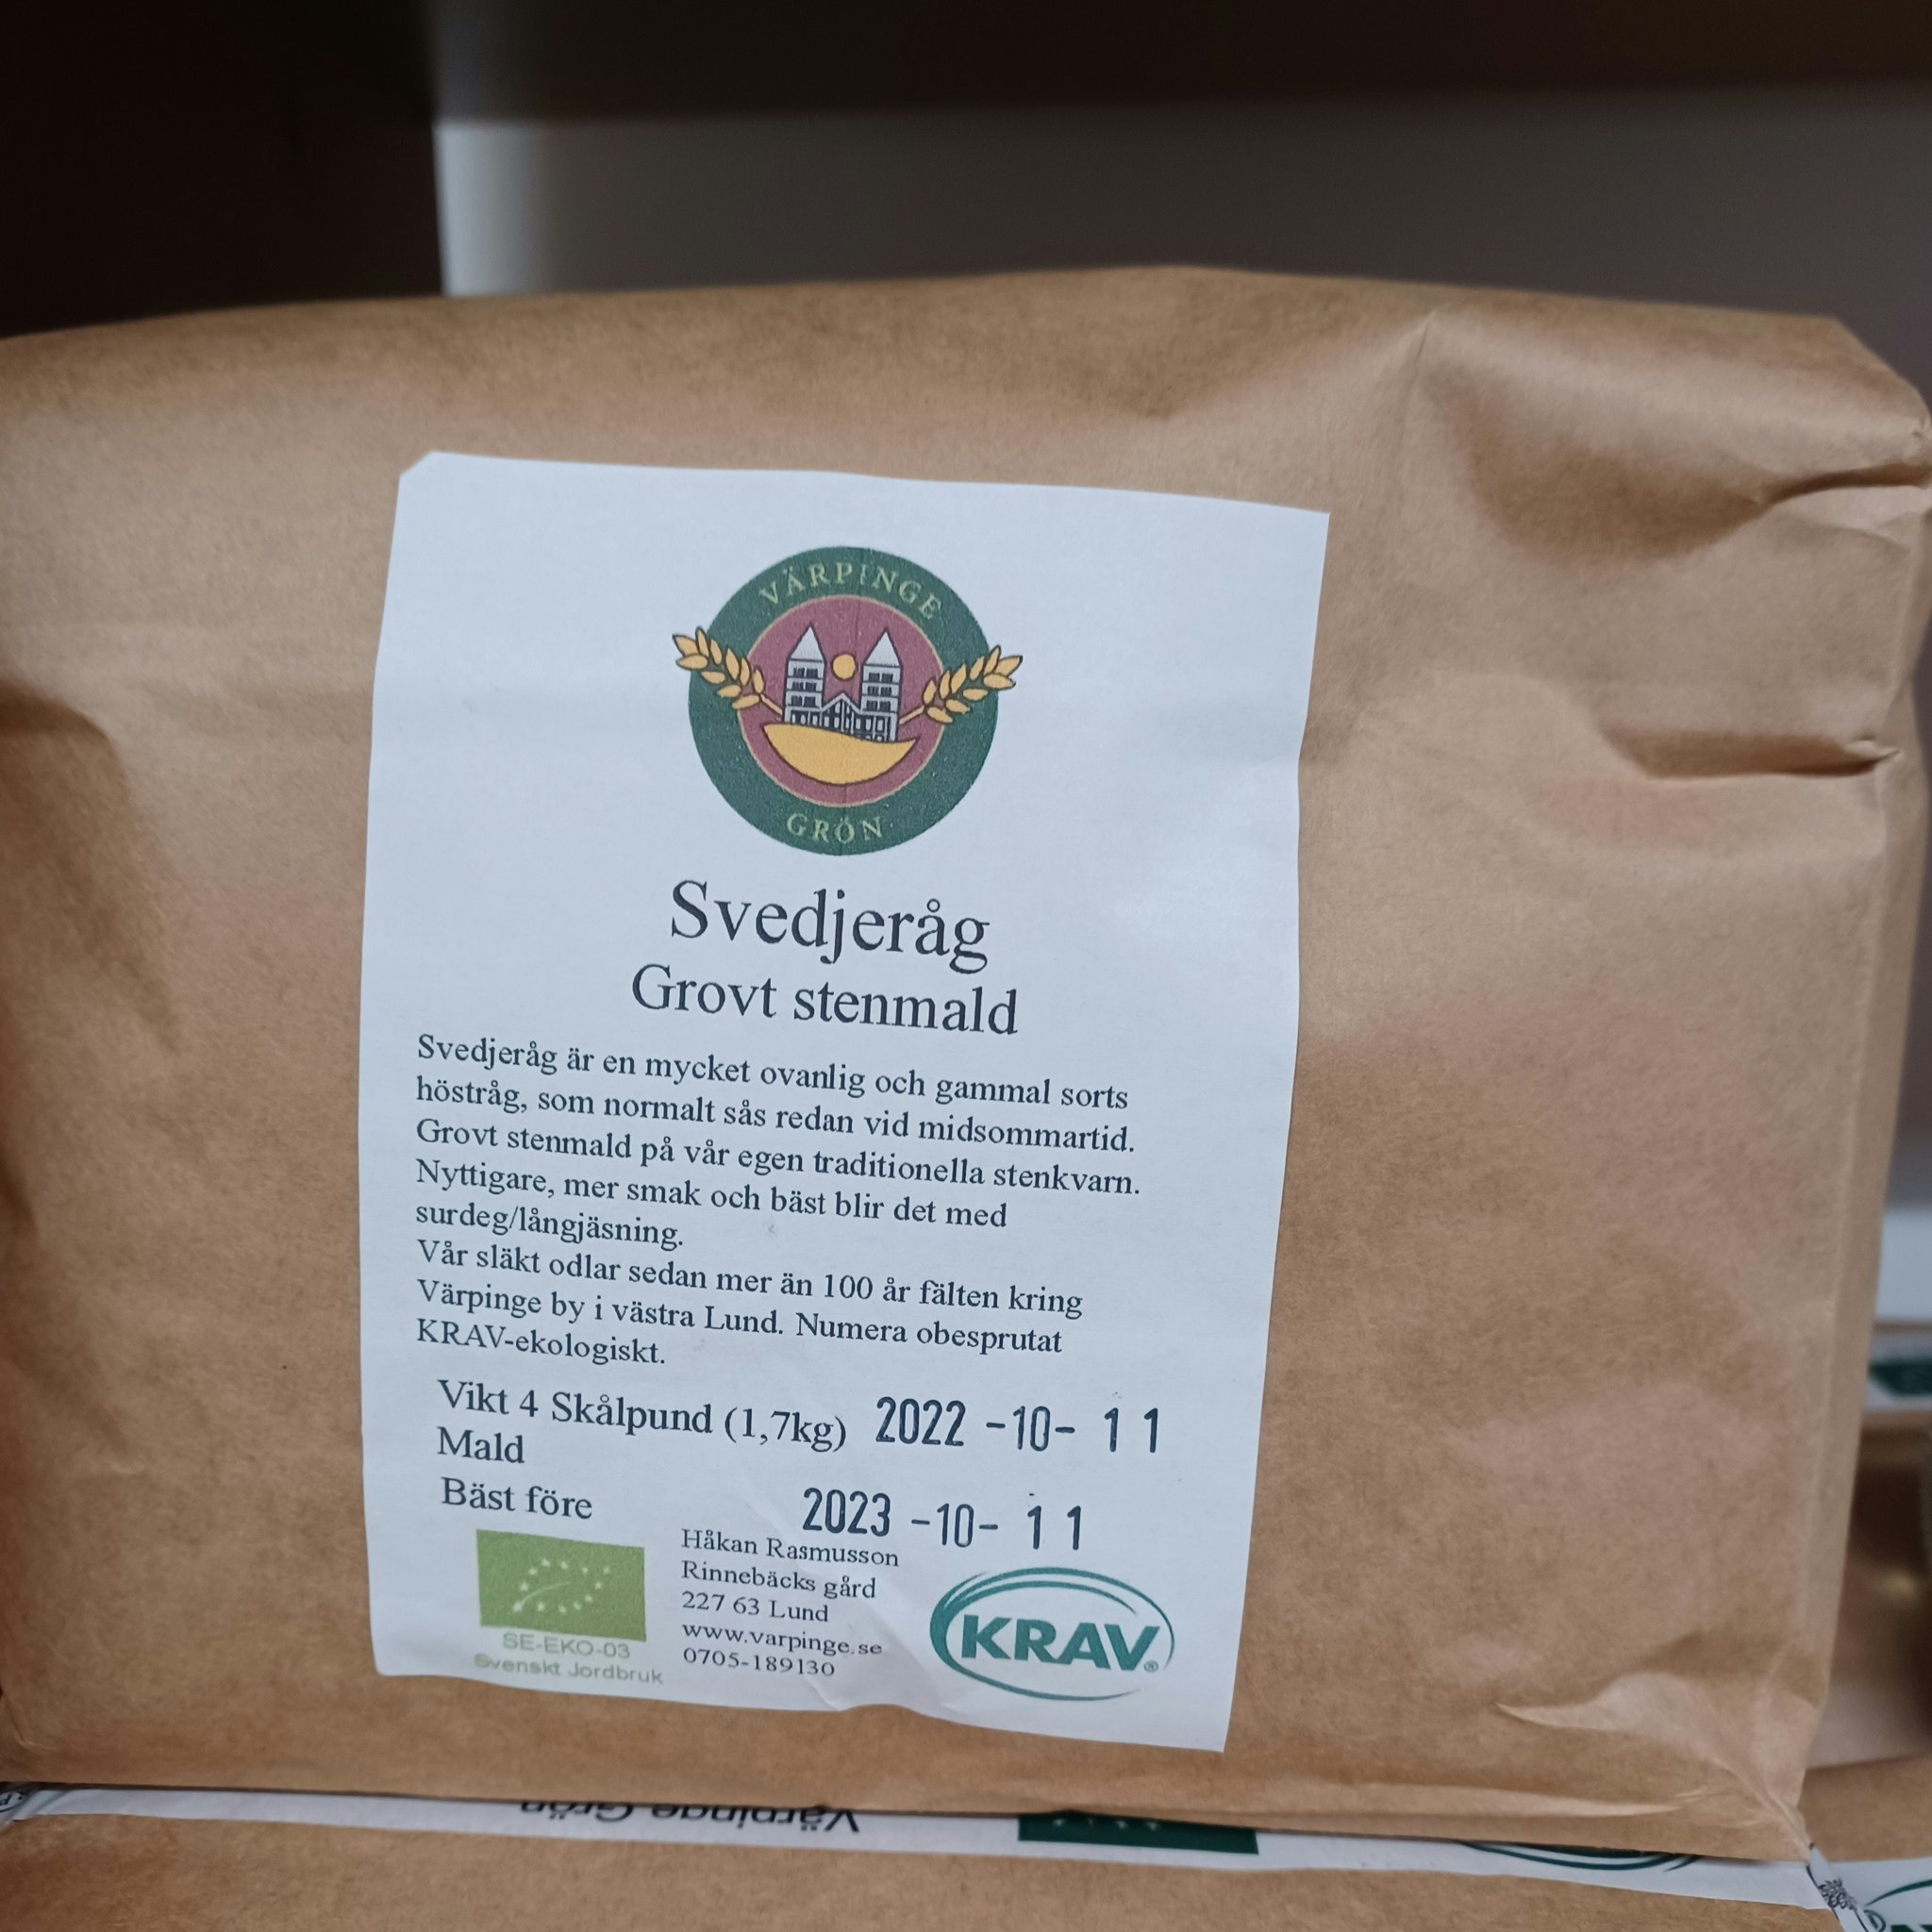 VÄRPINGE
GRÖN
Svedjeråg
Grovt stenmald
Svedjeråg är en mycket ovanlig och gammal sorts
höstråg, som normalt sås redan vid midsommartid.
Grovt stenmald på vår egen traditionella stenkvarn.
Nyttigare, mer smak och bäst blir det med
surdeg/långjäsning.
Vår släkt odlar sedan mer än 100 år fälten kring
Värpinge by i västra Lund. Numera obesprutat
KRAV-ekologiskt.
Vikt 4 Skålpund (1,7kg) 2022 -10- 11
Mald
Bäst före 2023 -10- 11
Håkan Rasmusson
Rinnebäcks gård
227 63 Lund
www.varpinge.se
0705-189130
SE-EKO-03
Svenskt Jordbruk
KRAV®
Värpinge Grön